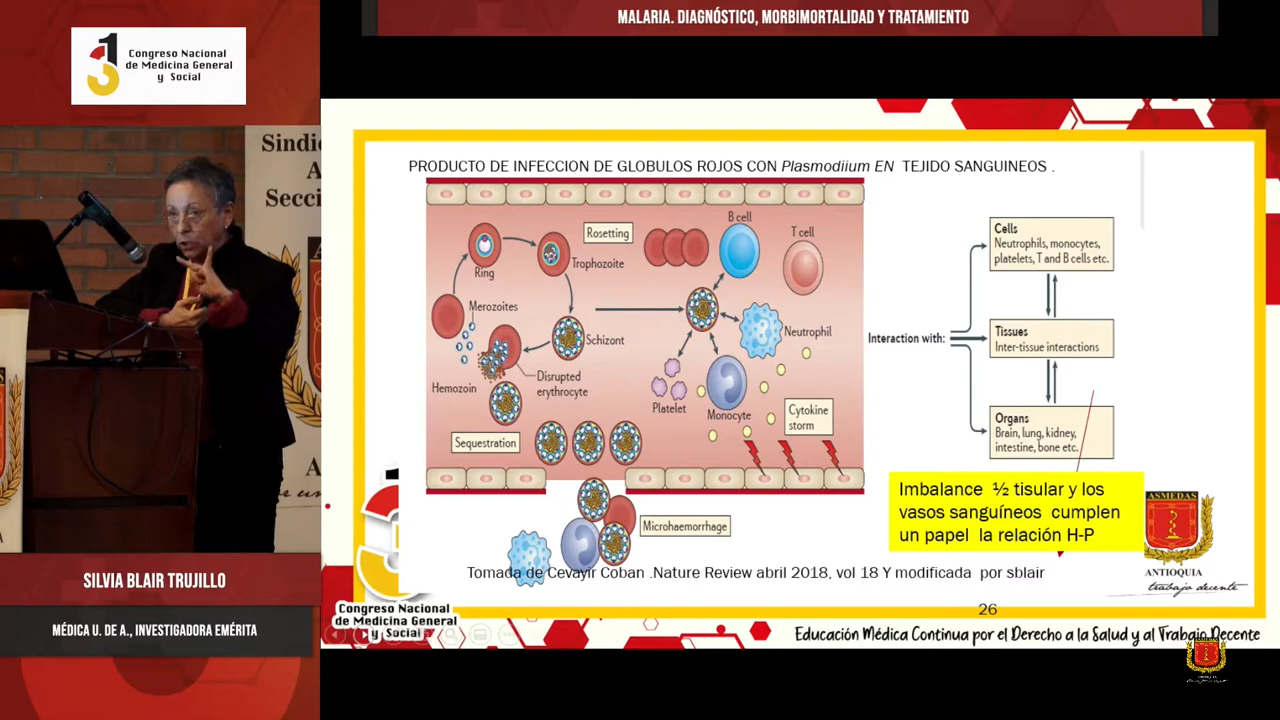 MALARIA. DIAGNÓSTICO, MORBIMORTALIDAD Y TRATAMIENTO
Congreso Nacional
de Medicina General
y Social
Sindic
A
Secci
A
SILVIA BLAIR TRUJILLO
MÉDICA U. DE A., INVESTIGADORA EMÉRITA
PRODUCTO DE INFECCION DE GLOBULOS ROJOS CON Plasmodiium EN TEJIDO SANGUINEOS .
Ring
Trophozoite
Rosetting
B cell
T cell
Merozoites
Schizont
Neutrophil
Hemozoin
Disrupted
erythrocyte
Platelet
Monocyte
Cytokine
storm
Sequestration
Microhaemorrhage
Interaction with:
Cells
Neutrophils, monocytes,
platelets, T and B cells etc.
Tissues
Inter-tissue interactions
Organs
Brain, lung, kidney,
intestine, bone etc.
Imbalance ½ tisular y los
vasos sanguíneos cumplen
un papel la relación H-P
ASMEDAS
ANTIOQUIA
trabajo decente
Tomada de Cevayir Coban .Nature Review abril 2018, vol 18 Y modificada por sblair
26
Congreso Nacional
de Medicina General
y Social
Educación Médica Continua por el Derecho a la Salud y al Trabajo Decente